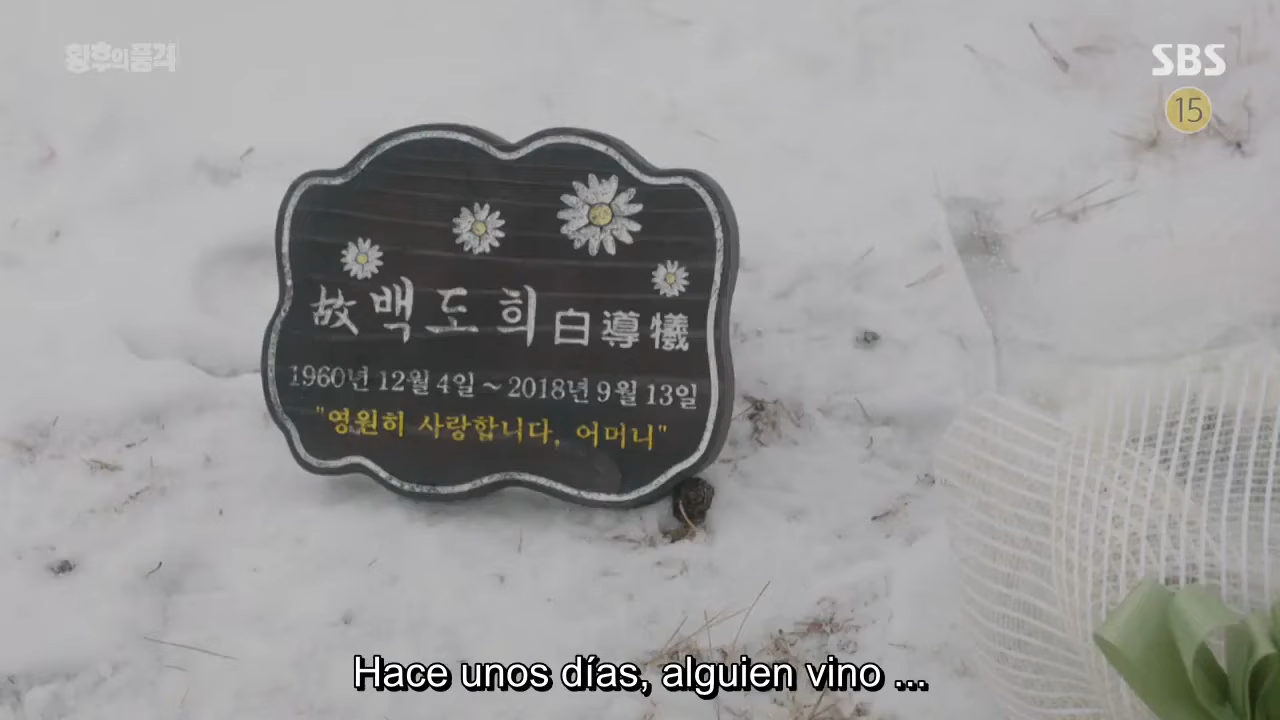 황후의품격
SBS
15
故백도희白導犧
1960년 12월 4일 ~ 2018년 9월 13일
"영원히 사랑합니다, 어머니"
Hace unos días, alguien vino ...